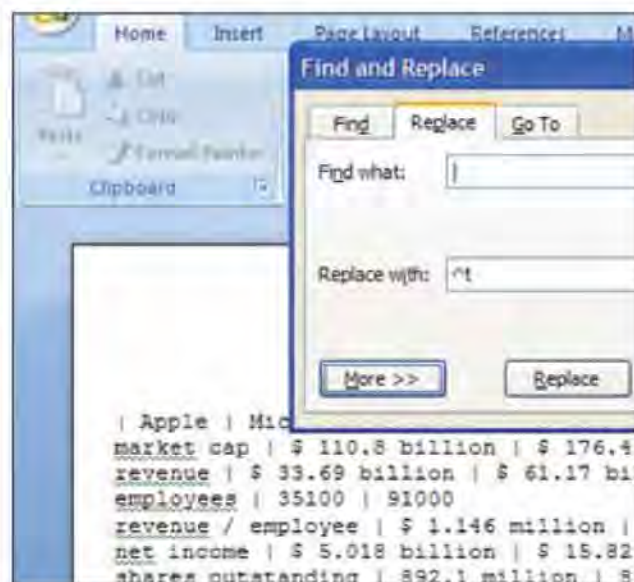 Home Insert Page Layout References M
Cut
Copy
Paste
Format Painter
Clipboard
Find and Replace
Find Replace Go To
Find what: |
Replace with: ^t
More >> Replace
| Apple | Mic
market cap | $ 110.8 billion | $ 176.4
revenue | $ 33.69 billion | $ 61.17 bi
employees | 35100 | 91000
revenue / employee | $ 1.146 million |
net income | $ 5.018 billion | $ 15.82
shares outstanding | 892.1 million |